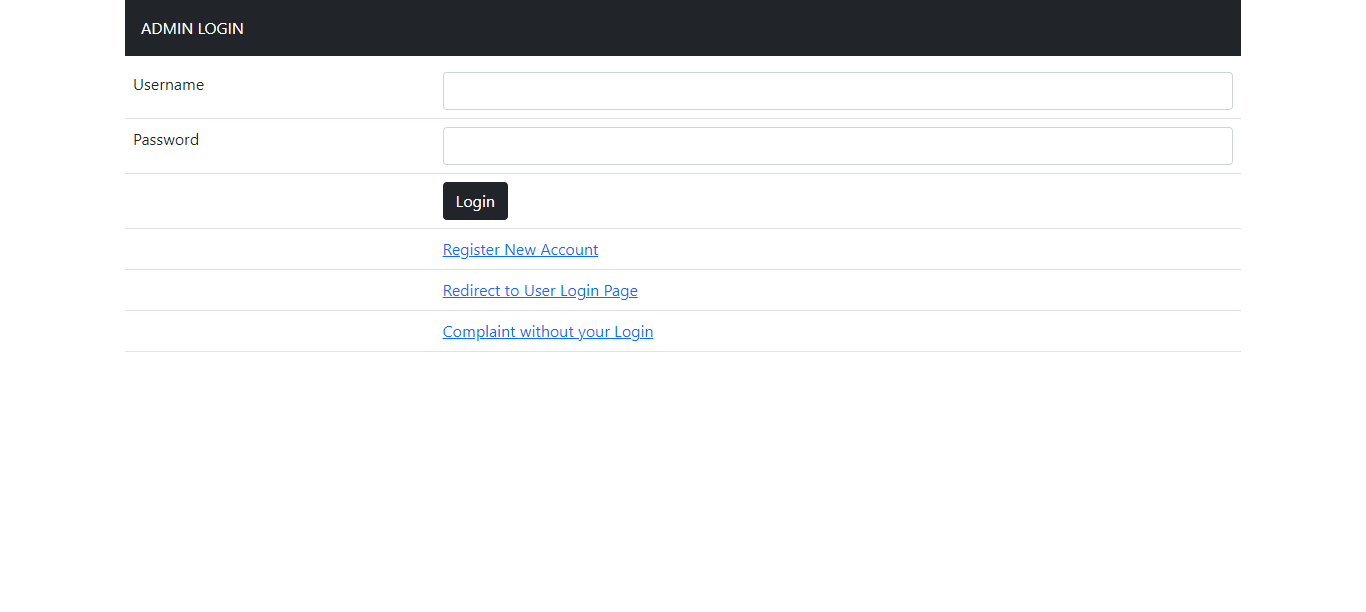 ADMIN LOGIN
Username
Password
Login
Register New Account
Redirect to User Login Page
Complaint without your Login